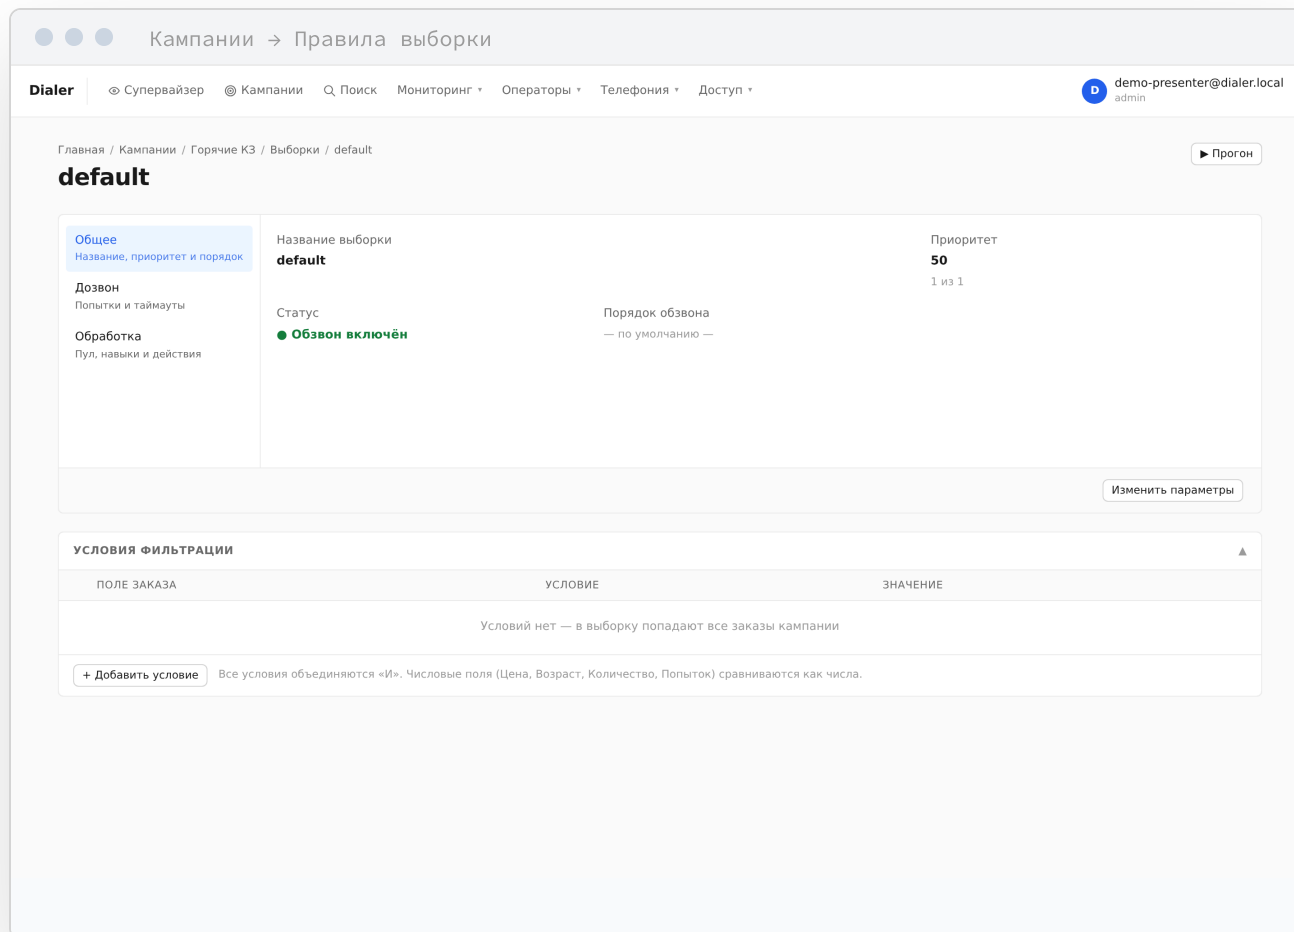 Кампании → Правила выборки
Dialer Супервайзер Кампании Поиск Мониторинг ▾ Операторы ▾ Телефония ▾ Доступ ▾ D demo-presenter@dialer.local
admin
Главная / Кампании / Горячие КЗ / Выборки / default
▶ Прогон
default
Общее
Название, приоритет и порядок
Дозвон
Попытки и таймауты
Обработка
Пул, навыки и действия
Название выборки
default
Приоритет
50
1 из 1
Статус
● Обзвон включён
Порядок обзвона
— по умолчанию —
Изменить параметры
УСЛОВИЯ ФИЛЬТРАЦИИ ▲
ПОЛЕ ЗАКАЗА УСЛОВИЕ ЗНАЧЕНИЕ
Условий нет — в выборку попадают все заказы кампании
+ Добавить условие Все условия объединяются «И». Числовые поля (Цена, Возраст, Количество, Попыток) сравниваются как числа.